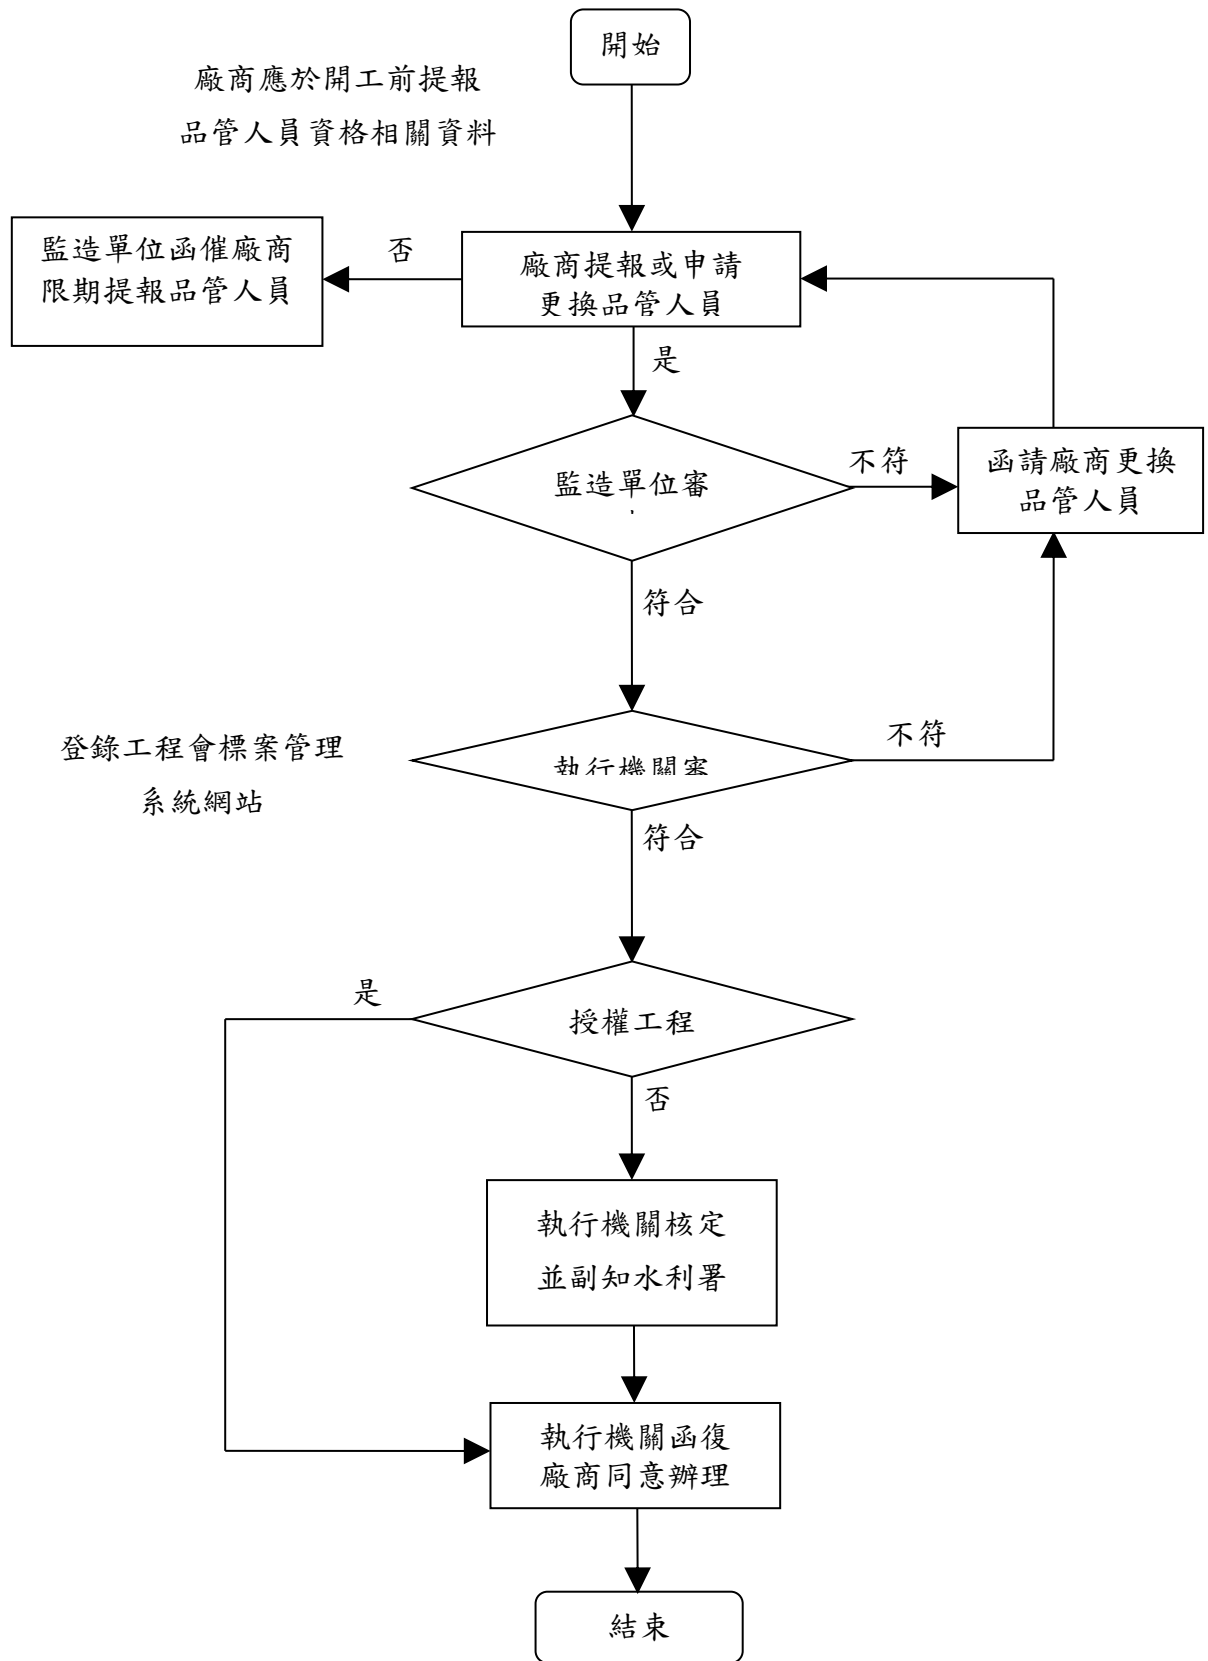 開始
廠商應於開工前提報
品管人員資格相關資料
監造單位函催廠商
限期提報品管人員
否
廠商提報或申請
更換品管人員
是
監造單位審
不符
函請廠商更換
品管人員
符合
登錄工程會標案管理
系統網站
執行機關審
不符
符合
是
授權工程
否
執行機關核定
並副知水利署
執行機關函復
廠商同意辦理
結束